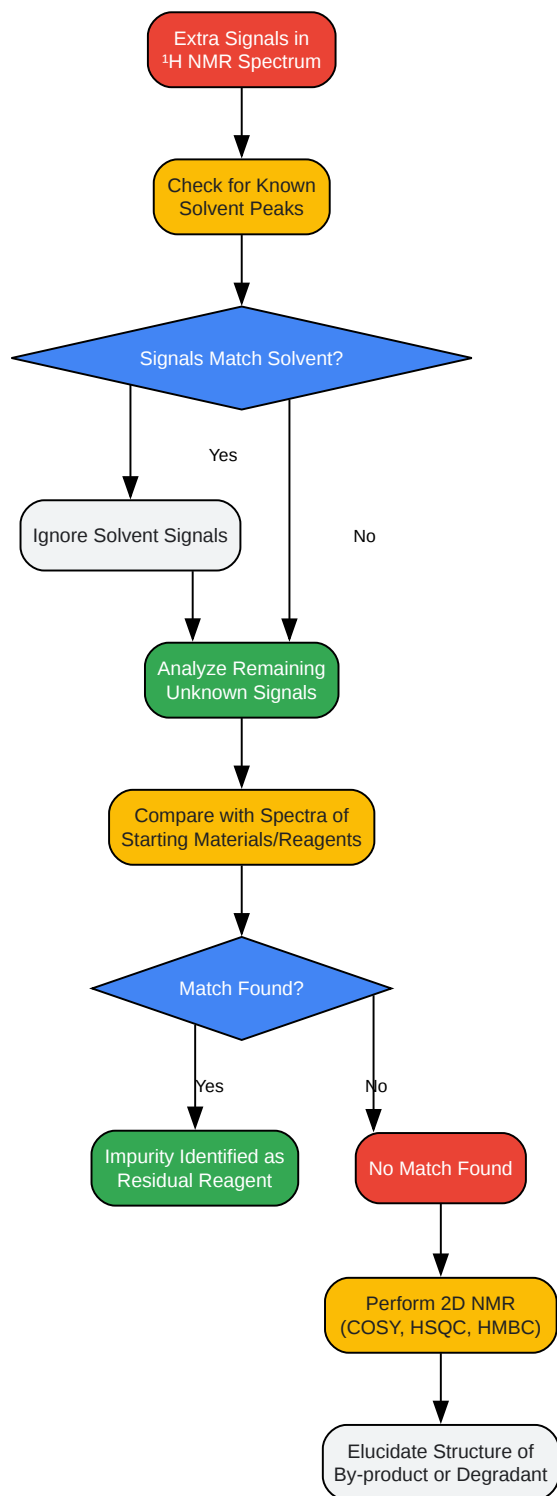 Extra Signals in
¹H NMR Spectrum
Check for Known
Solvent Peaks
Signals Match Solvent?
Yes
Ignore Solvent Signals
No
Analyze Remaining
Unknown Signals
Compare with Spectra of
Starting Materials/Reagents
Match Found?
Yes
No
Impurity Identified as
Residual Reagent
No Match Found
Perform 2D NMR
(COSY, HSQC, HMBC)
Elucidate Structure of
By-product or Degradant